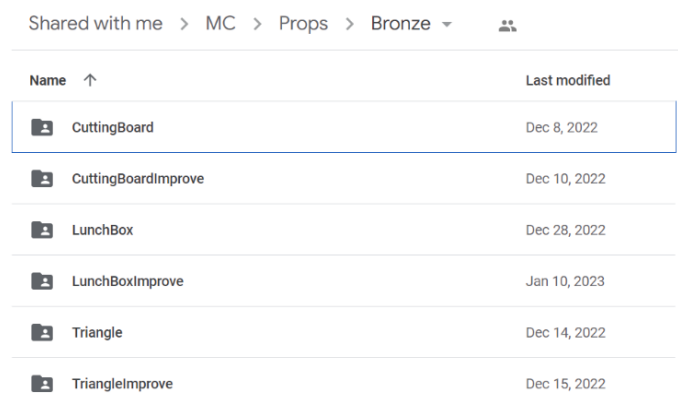 Shared with me > MC > Props > Bronze
Name Last modified
CuttingBoard Dec 8, 2022
CuttingBoardImprove Dec 10, 2022
LunchBox Dec 28, 2022
LunchBoxImprove Jan 10, 2023
Triangle Dec 14, 2022
TriangleImprove Dec 15, 2022